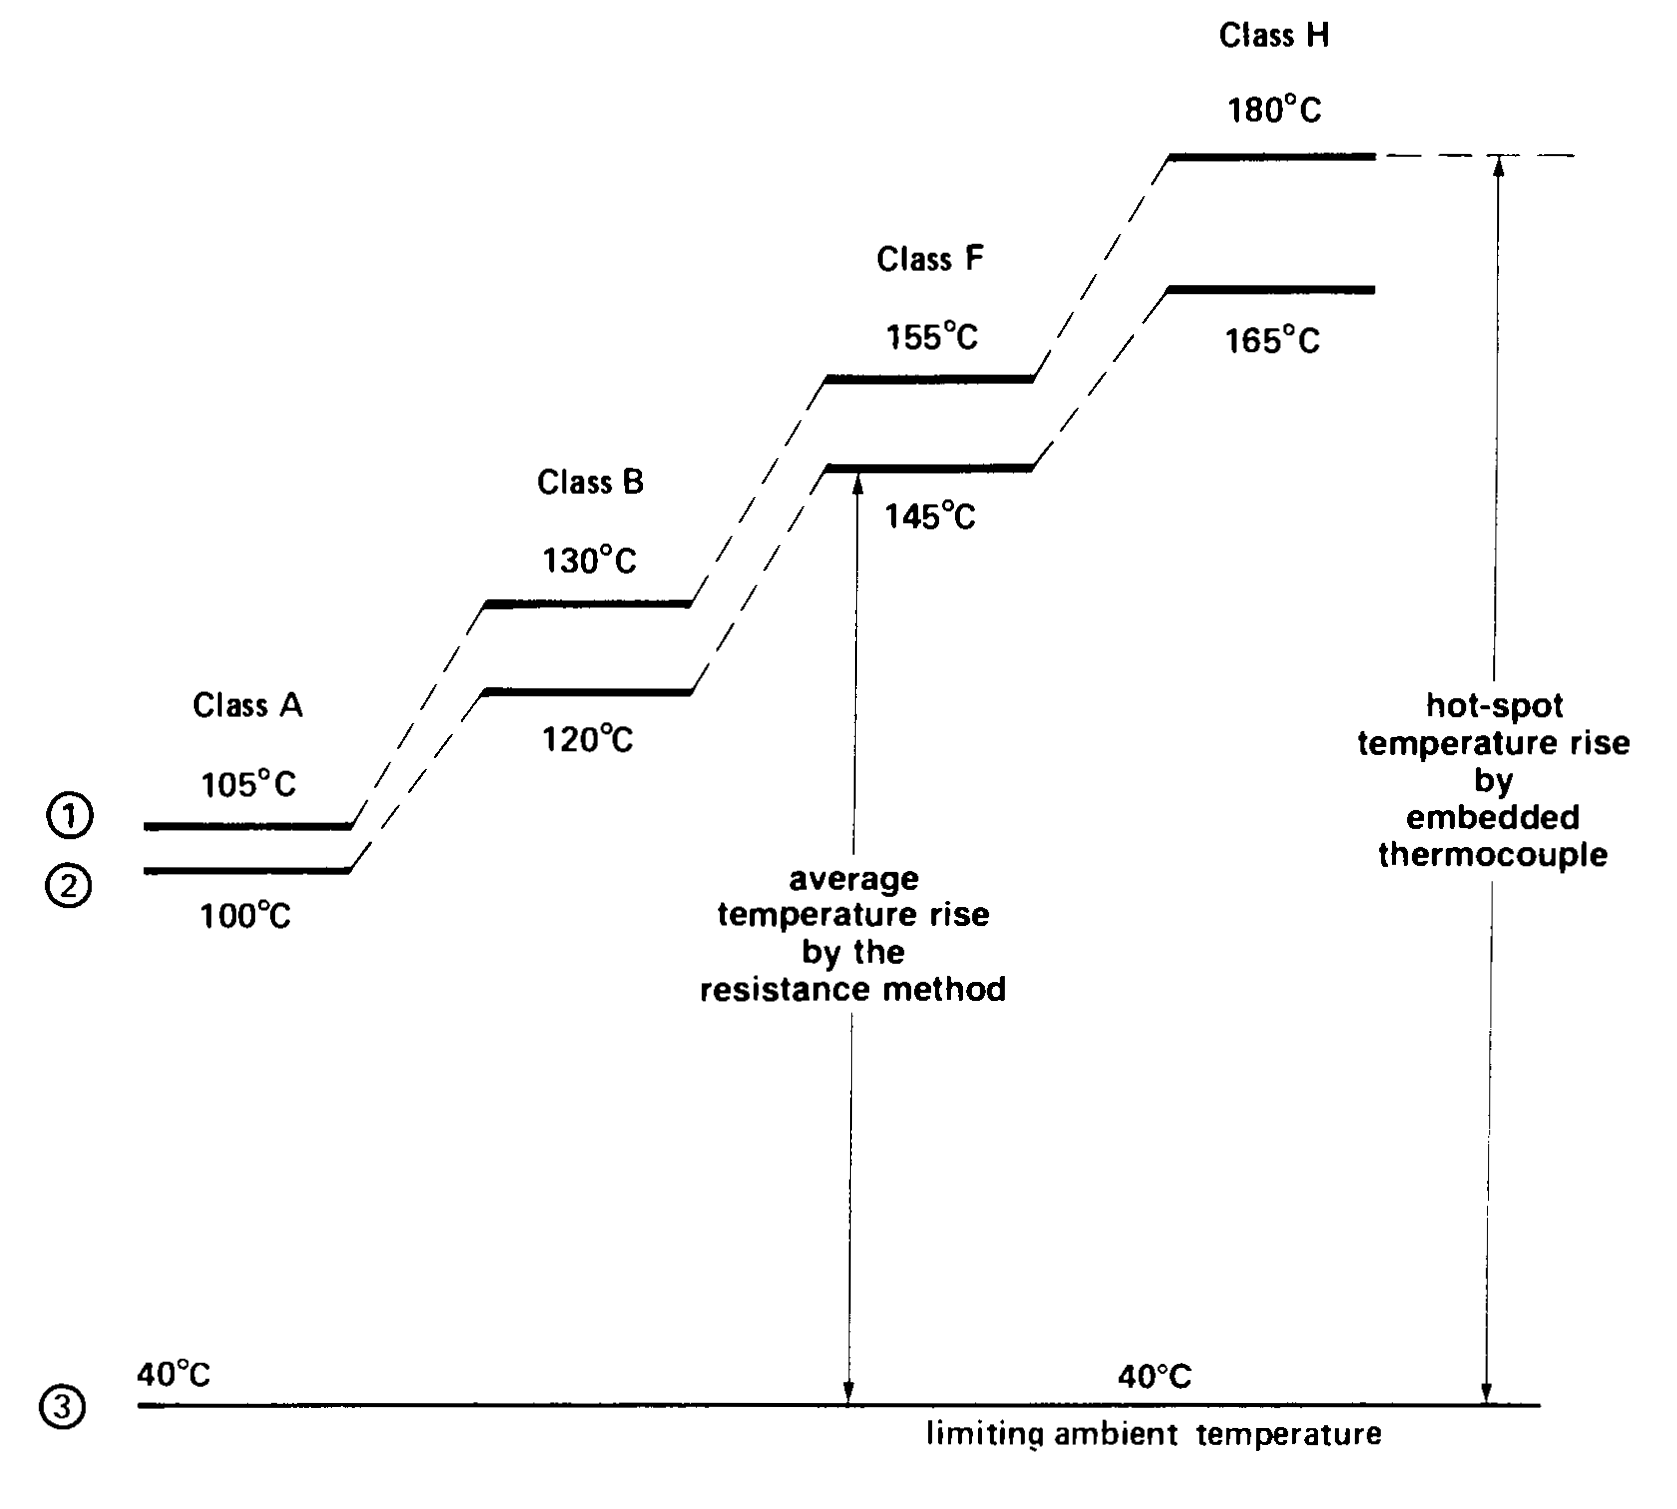 Class H
180°C
Class F
155°C
165°C
Class B
145°C
130°C
Class A
120°C
105°C
①
②
100°C
average
temperature rise
by the
resistance method
hot-spot
temperature rise
by
embedded
thermocouple
40°C
40°C
③
limiting ambient temperature